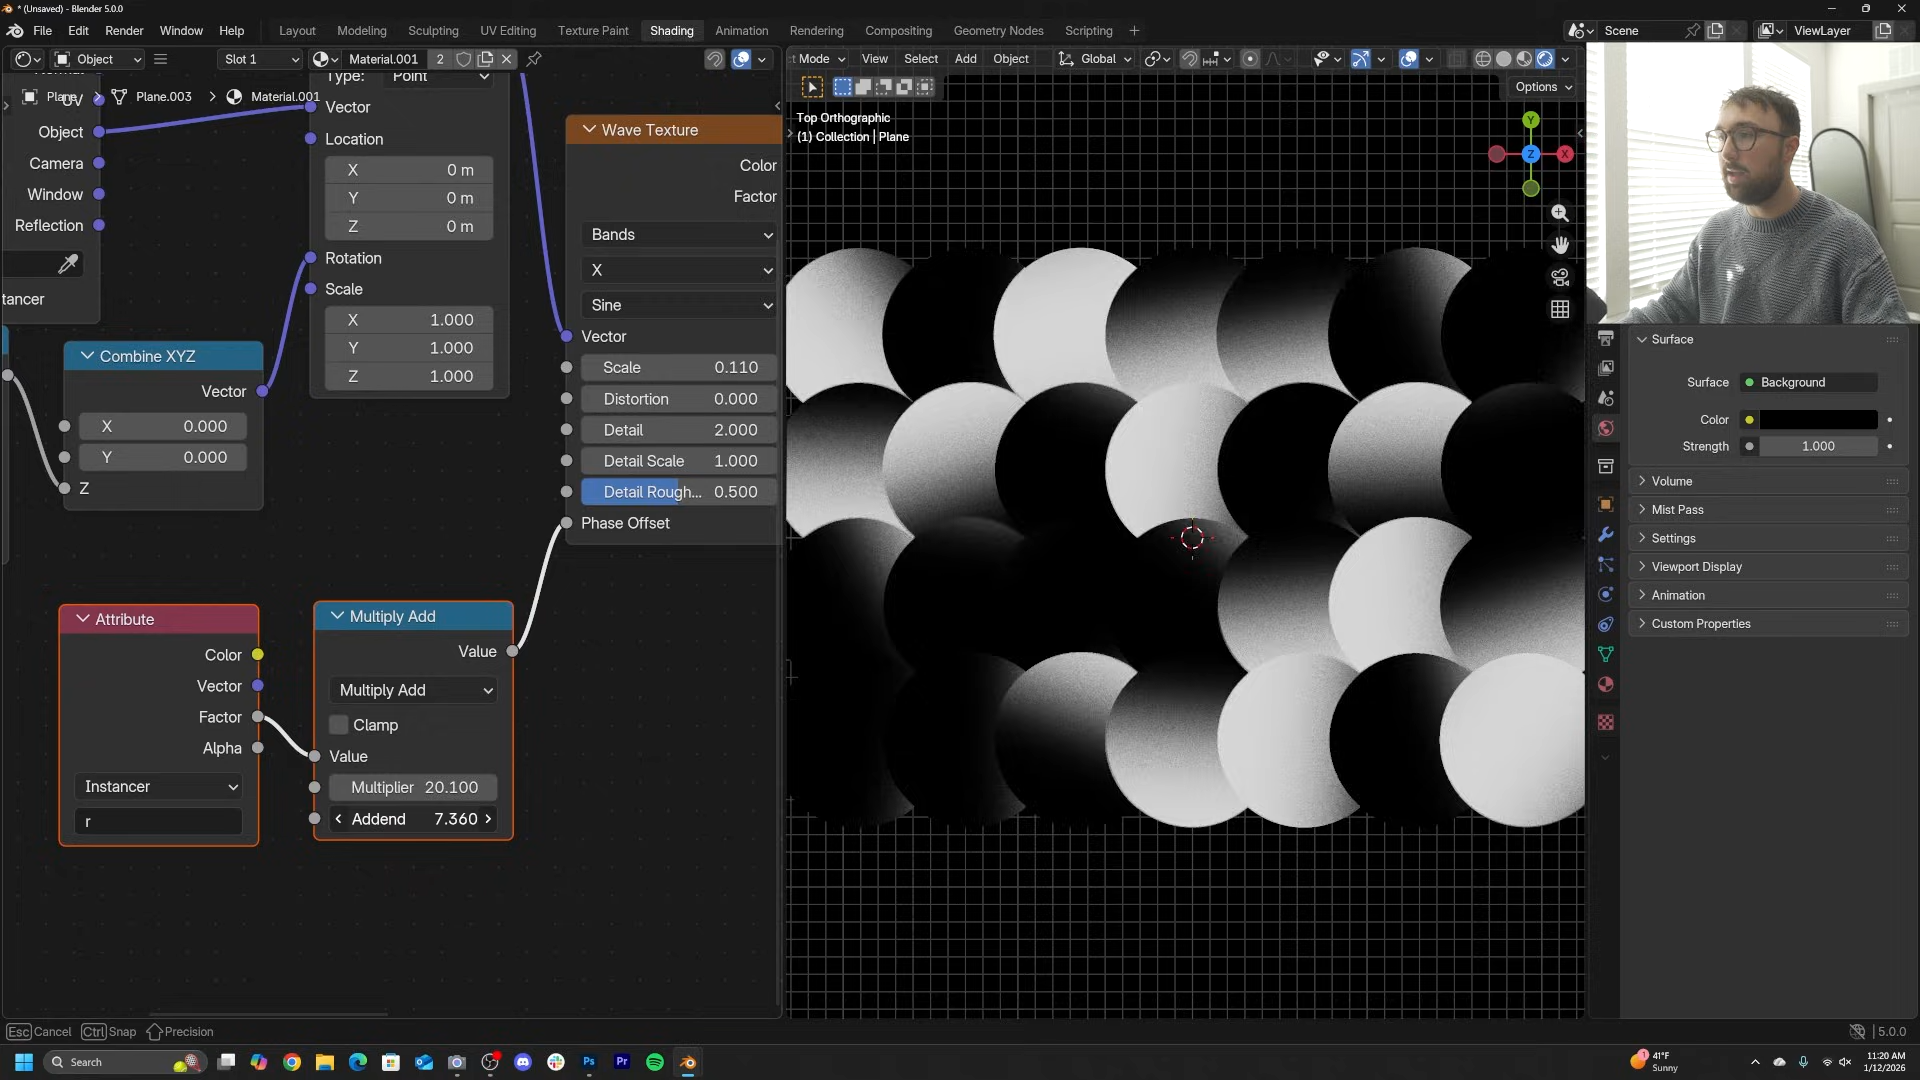 * (Unsaved) - Blender 5.0.0
File Edit Render Window Help Layout Modeling Sculpting UV Editing Texture Paint Shading Animation Rendering Compositing Geometry Nodes Scripting Scene ViewLayer
Object Slot 1 Material.001 2
Mode View Select Add Object Global
Options
Plane Plane.003 Material.001
UV
Object
Camera
Window
Reflection
tancer
Type: Point
Vector
Location
X 0 m
Y 0 m
Z 0 m
Rotation
Scale
X 1.000
Y 1.000
Z 1.000
Combine XYZ
Vector
X 0.000
Y 0.000
Z
Wave Texture
Color
Factor
Bands
X
Sine
Vector
Scale 0.110
Distortion 0.000
Detail 2.000
Detail Scale 1.000
Detail Rough... 0.500
Phase Offset
Attribute
Color
Vector
Factor
Alpha
Instancer
r
Multiply Add
Value
Multiply Add
Clamp
Value
Multiplier 20.100
Addend 7.360
Top Orthographic
(1) Collection | Plane
Y
Z X
Surface
Surface Background
Color
Strength 1.000
Volume
Mist Pass
Settings
Viewport Display
Animation
Custom Properties
Esc Cancel Ctrl Snap Precision
5.0.0
Search
Ps
Pr
1
41°F
Sunny
11:20 AM
1/12/2026